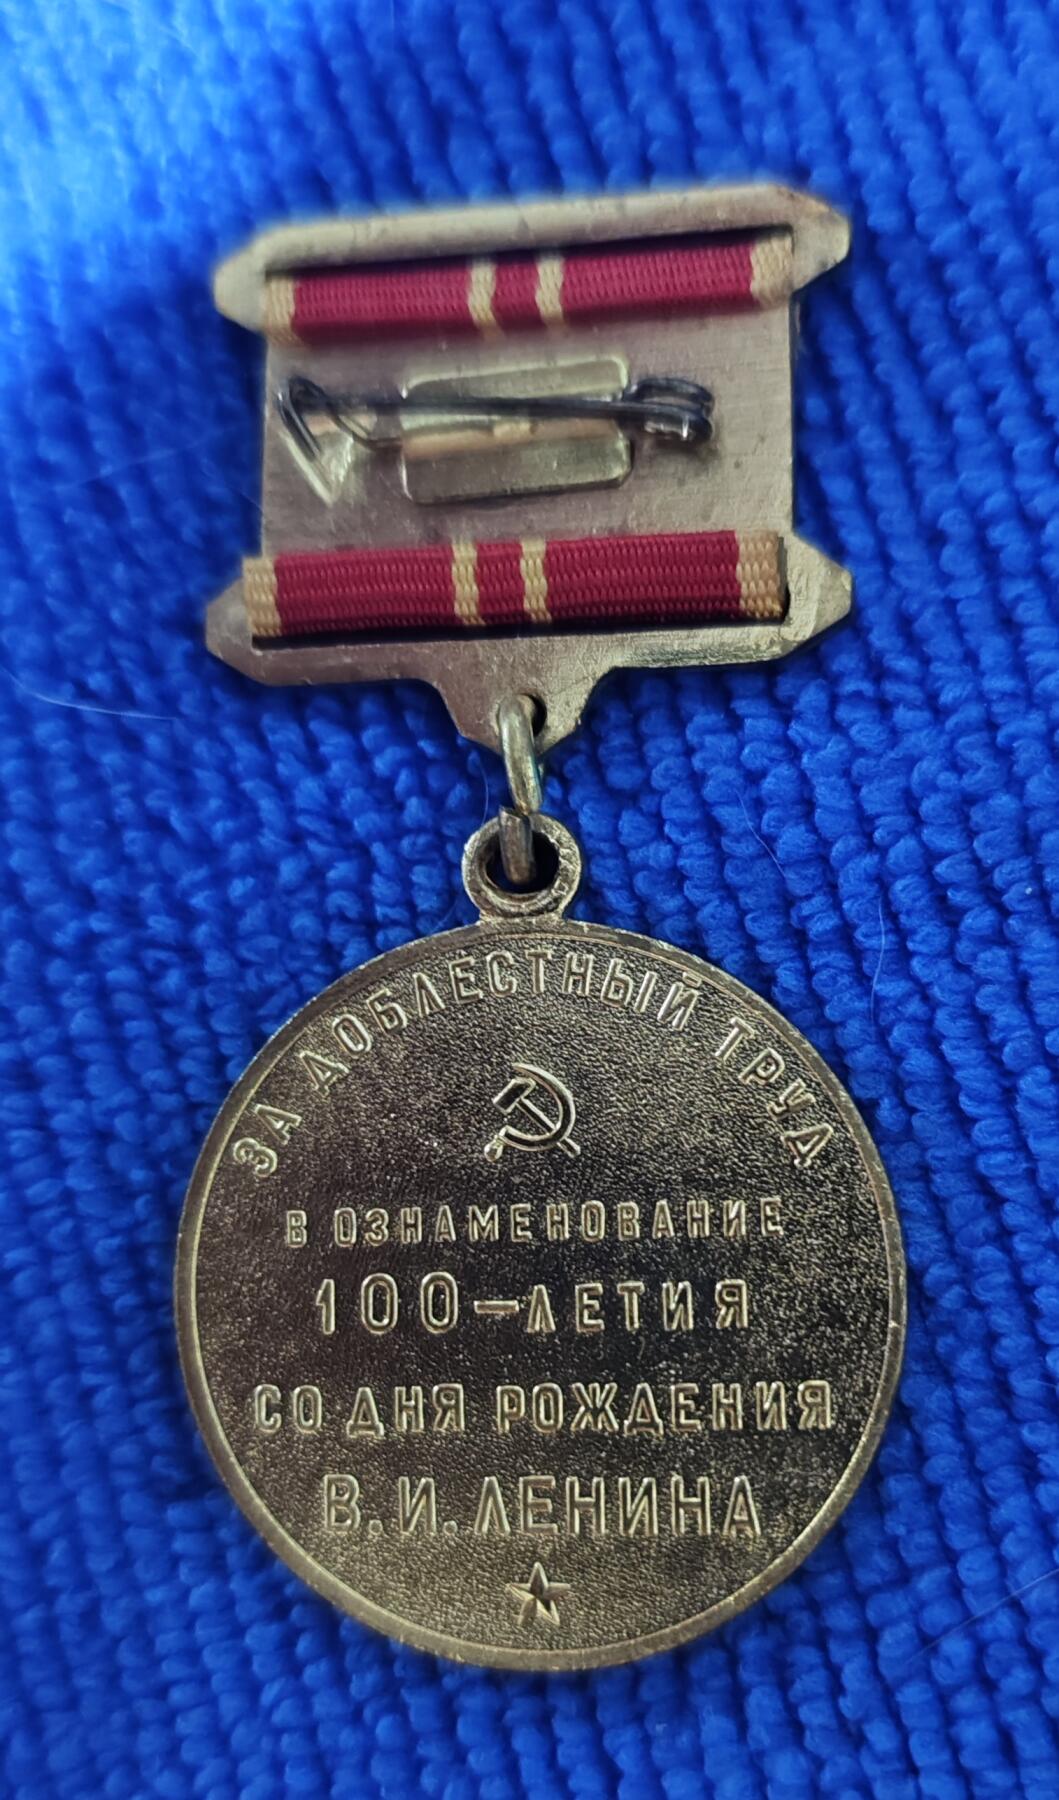 ЗА ДОБЛЕСТНЫЙ ТРУД
В ОЗНАМЕНОВАНИЕ
100-ЛЕТИЯ
СО ДНЯ РОЖДЕНИЯ
В.И.ЛЕНИНА